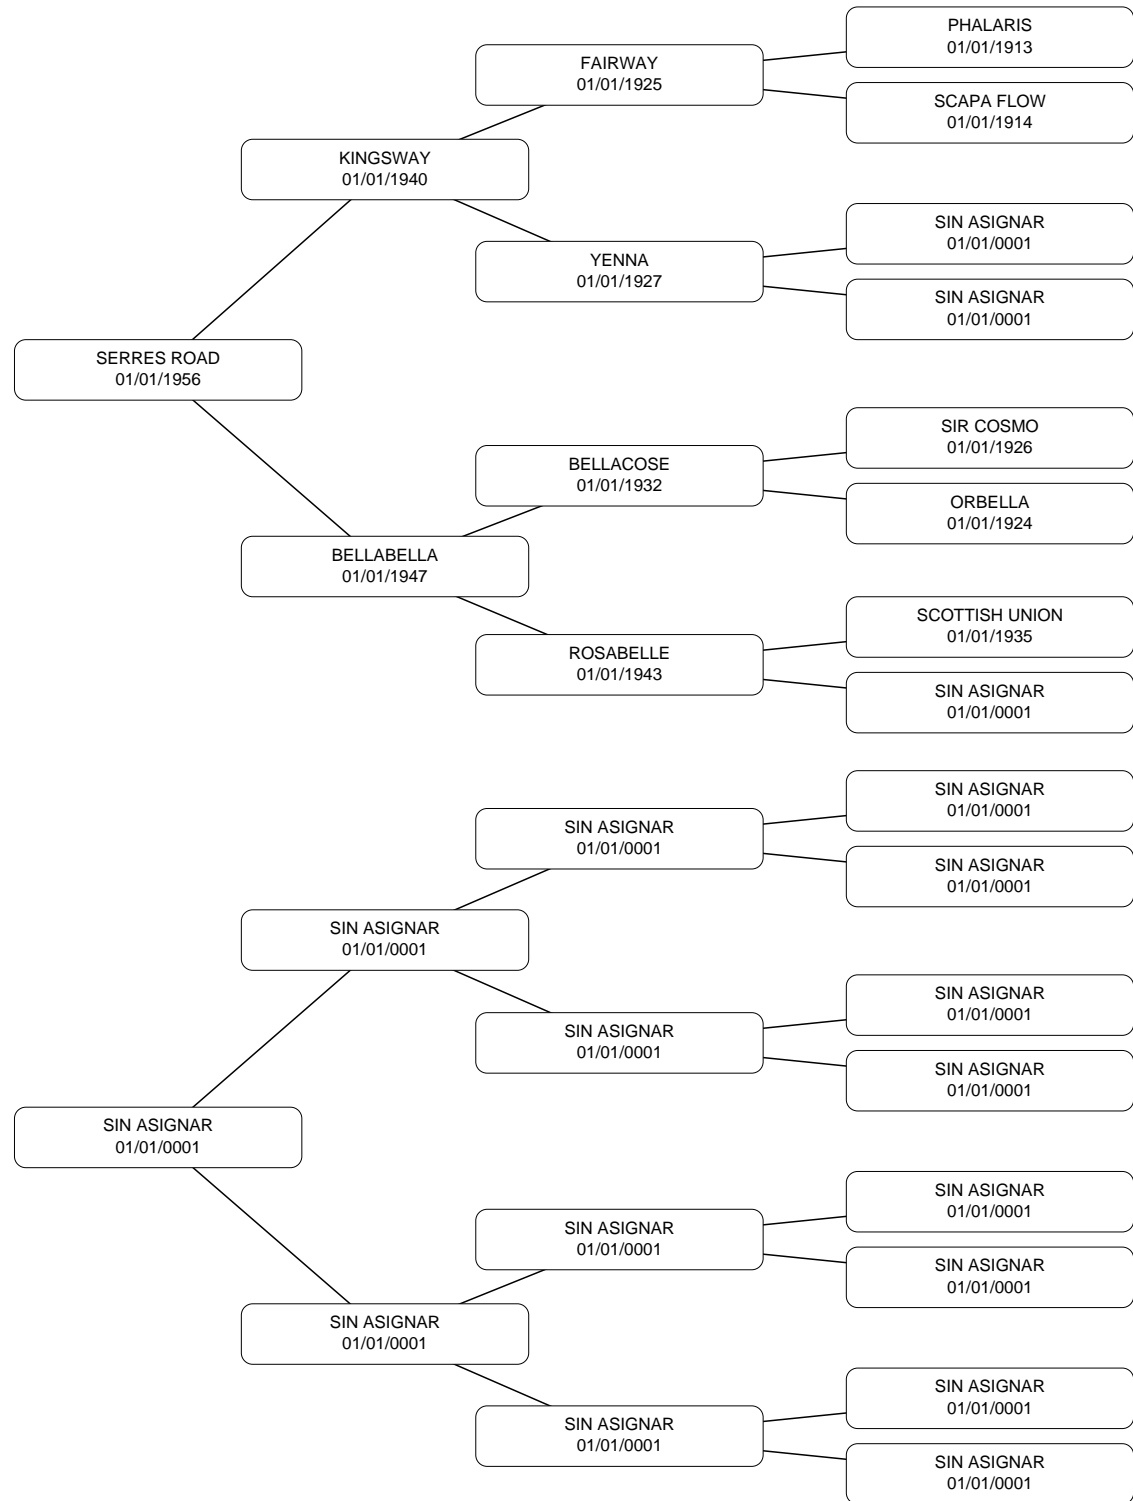 PHALARIS
01/01/1913
FAIRWAY
01/01/1925
SCAPA FLOW
01/01/1914
KINGSWAY
01/01/1940
SIN ASIGNAR
01/01/0001
YENNA
01/01/1927
SIN ASIGNAR
01/01/0001
SERRES ROAD
01/01/1956
SIR COSMO
01/01/1926
BELLACOSE
01/01/1932
ORBELLA
01/01/1924
BELLABELLA
01/01/1947
SCOTTISH UNION
01/01/1935
ROSABELLE
01/01/1943
SIN ASIGNAR
01/01/0001
SIN ASIGNAR
01/01/0001
SIN ASIGNAR
01/01/0001
SIN ASIGNAR
01/01/0001
SIN ASIGNAR
01/01/0001
SIN ASIGNAR
01/01/0001
SIN ASIGNAR
01/01/0001
SIN ASIGNAR
01/01/0001
SIN ASIGNAR
01/01/0001
SIN ASIGNAR
01/01/0001
SIN ASIGNAR
01/01/0001
SIN ASIGNAR
01/01/0001
SIN ASIGNAR
01/01/0001
SIN ASIGNAR
01/01/0001
SIN ASIGNAR
01/01/0001
SIN ASIGNAR
01/01/0001